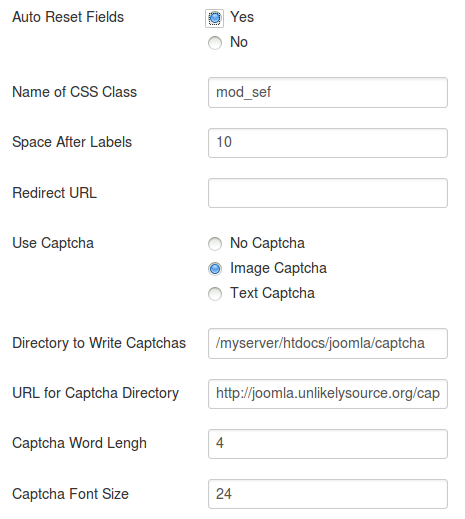 Auto Reset Fields Yes
No
Name of CSS Class mod_sef
Space After Labels 10
Redirect URL
Use Captcha No Captcha
Image Captcha
Text Captcha
Directory to Write Captchas /myserver/htdocs/joomla/captcha
URL for Captcha Directory http://joomla.unlikelysource.org/cap
Captcha Word Lengh 4
Captcha Font Size 24